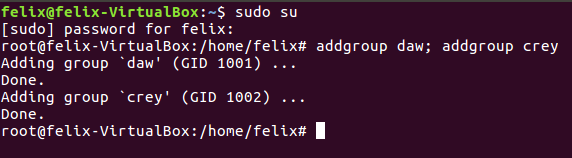 felix@felix-VirtualBox:~$ sudo su
[sudo] password for felix:
root@felix-VirtualBox:/home/felix# addgroup daw; addgroup crey
Adding group `daw' (GID 1001) ...
Done.
Adding group `crey' (GID 1002) ...
Done.
root@felix-VirtualBox:/home/felix#